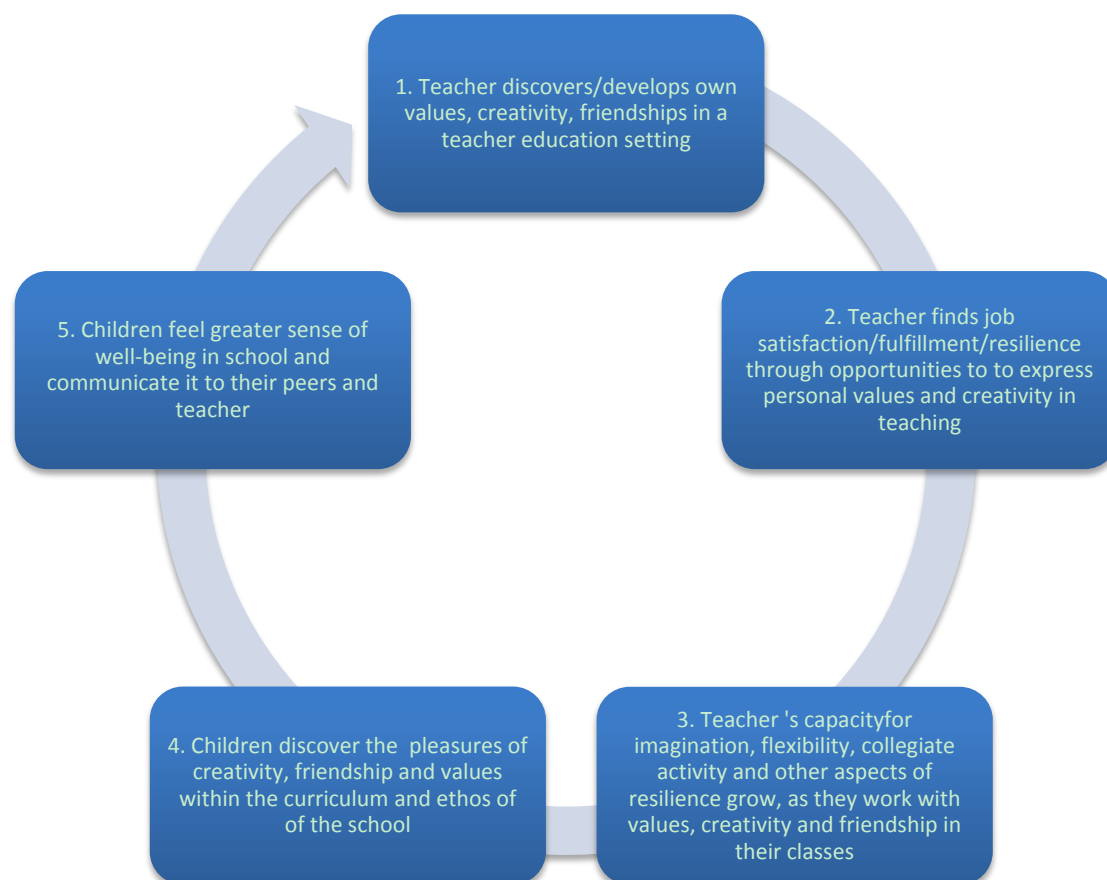 1. Teacher discovers/develops own
values, creativity, friendships in a
teacher education setting
2. Teacher finds job
satisfaction/fulfillment/resilience
through opportunities to to express
personal values and creativity in
teaching
3. Teacher 's capacityfor
imagination, flexibility, collegiate
activity and other aspects of
resilience grow, as they work with
values, creativity and friendship in
their classes
4. Children discover the  pleasures of
creativity, friendship and values
within the curriculum and ethos of
of the school
5. Children feel greater sense of
well-being in school and
communicate it to their peers and
teacher